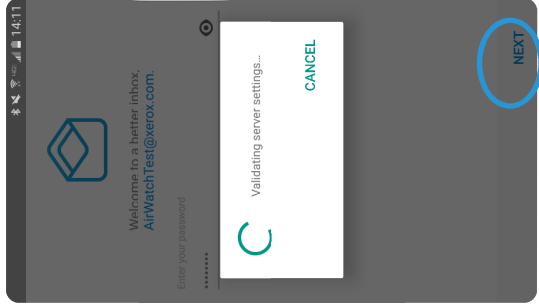 14:11
Welcome to a better inbox,
AirWatchTest@xerox.com.
Enter your password
••••••••
Validating server settings...
CANCEL
NEXT